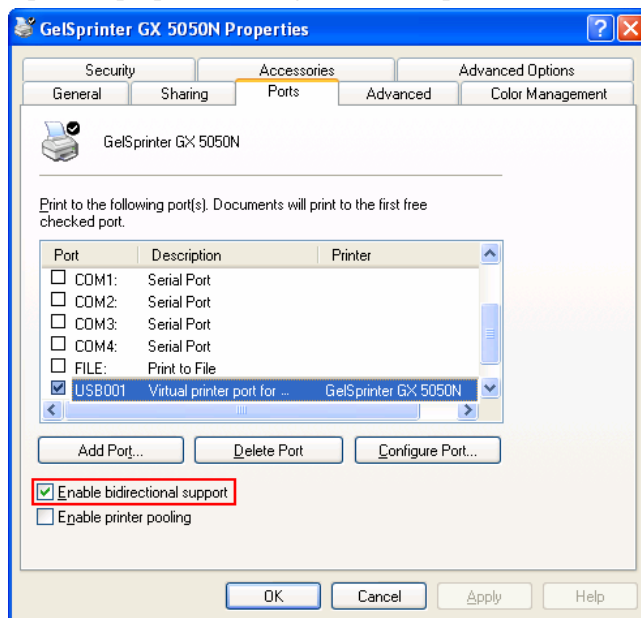 GelSprinter GX 5050N Properties
Security Accessories Advanced Options
General Sharing Ports Advanced Color Management
GelSprinter GX 5050N
Print to the following port(s). Documents will print to the first free
checked port.
Port Description Printer
COM1: Serial Port
COM2: Serial Port
COM3: Serial Port
COM4: Serial Port
FILE: Print to File
USB001 Virtual printer port for ... GelSprinter GX 5050N
Add Port... Delete Port Configure Port...
Enable bidirectional support
Enable printer pooling
OK Cancel Apply Help